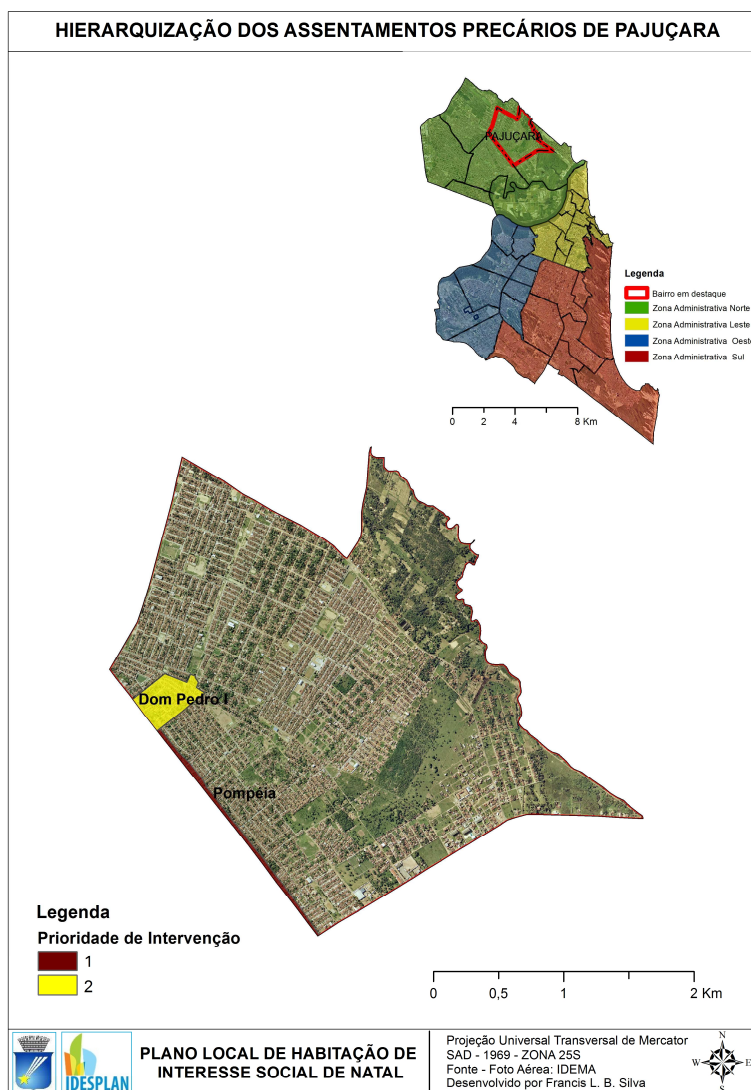 HIERARQUIZAÇÃO DOS ASSENTAMENTOS PRECÁRIOS DE PAJUÇARA
PAJUÇARA
Legenda
Bairro em destaque
Zona Administrativa Norte
Zona Administrativa Leste
Zona Administrativa Oeste
Zona Administrativa Sul
0 2 4 8 Km
Dom Pedro I
Pompéia
Legenda
Prioridade de Intervenção
1
2
0 0,5 1 2 Km
IDESPLAN
PLANO LOCAL DE HABITAÇÃO DE
INTERESSE SOCIAL DE NATAL
Projeção Universal Transversal de Mercator
SAD - 1969 - ZONA 25S
Fonte - Foto Aérea: IDEMA
Desenvolvido por Francis L. B. Silva
N
W E
S